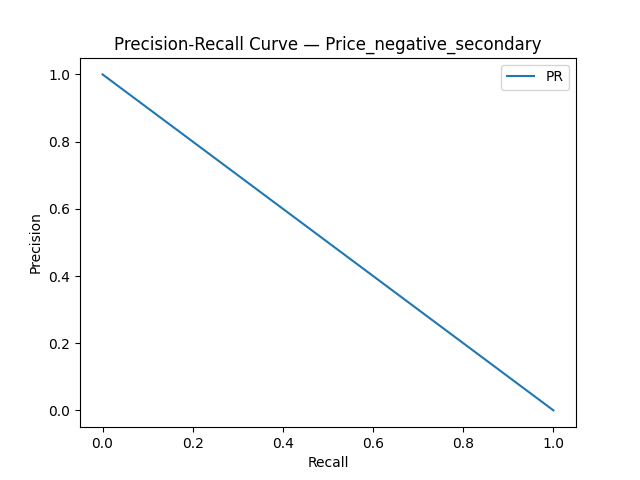 Precision-Recall Curve — Price_negative_secondary
PR
1.0
0.8
0.6
0.4
0.2
0.0
Precision
0.0 0.2 0.4 0.6 0.8 1.0
Recall